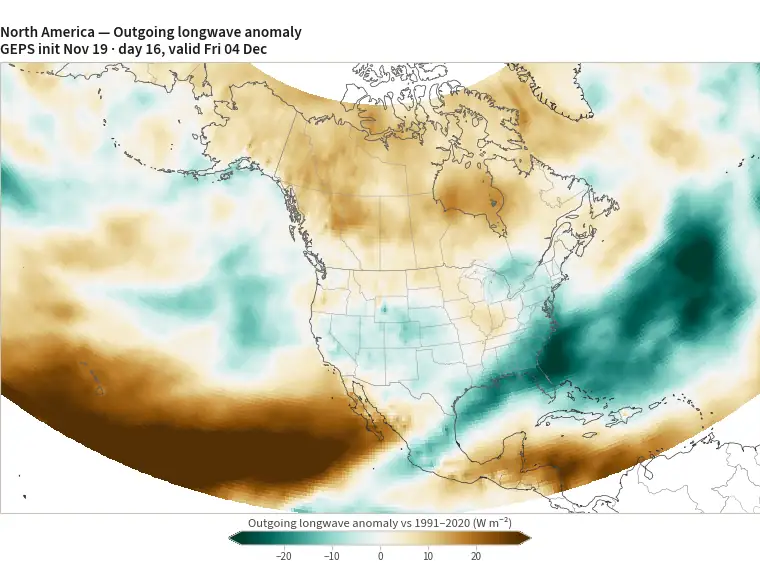 North America — Outgoing longwave anomaly
GEPS init Nov 19 · day 16, valid Fri 04 Dec
Outgoing longwave anomaly vs 1991–2020 (W m⁻²)
−20 −10 0 10 20